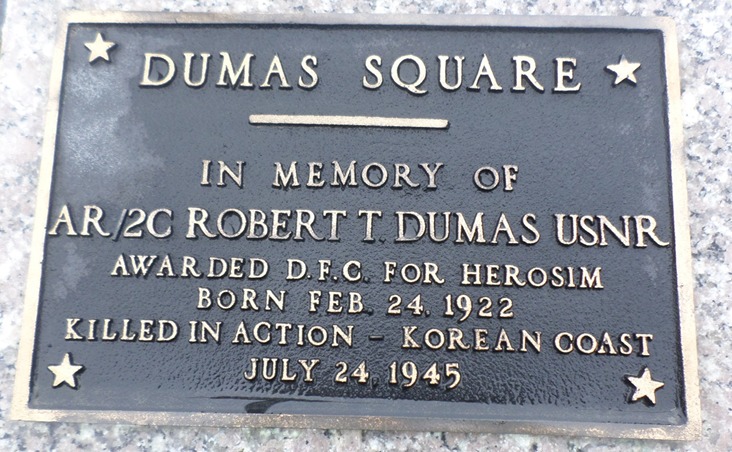 DUMAS SQUARE
IN MEMORY OF
AR/2C ROBERT T. DUMAS USNR
AWARDED D.F.C. FOR HEROSIM
BORN FEB. 24, 1922
KILLED IN ACTION – KOREAN COAST
JULY 24, 1945